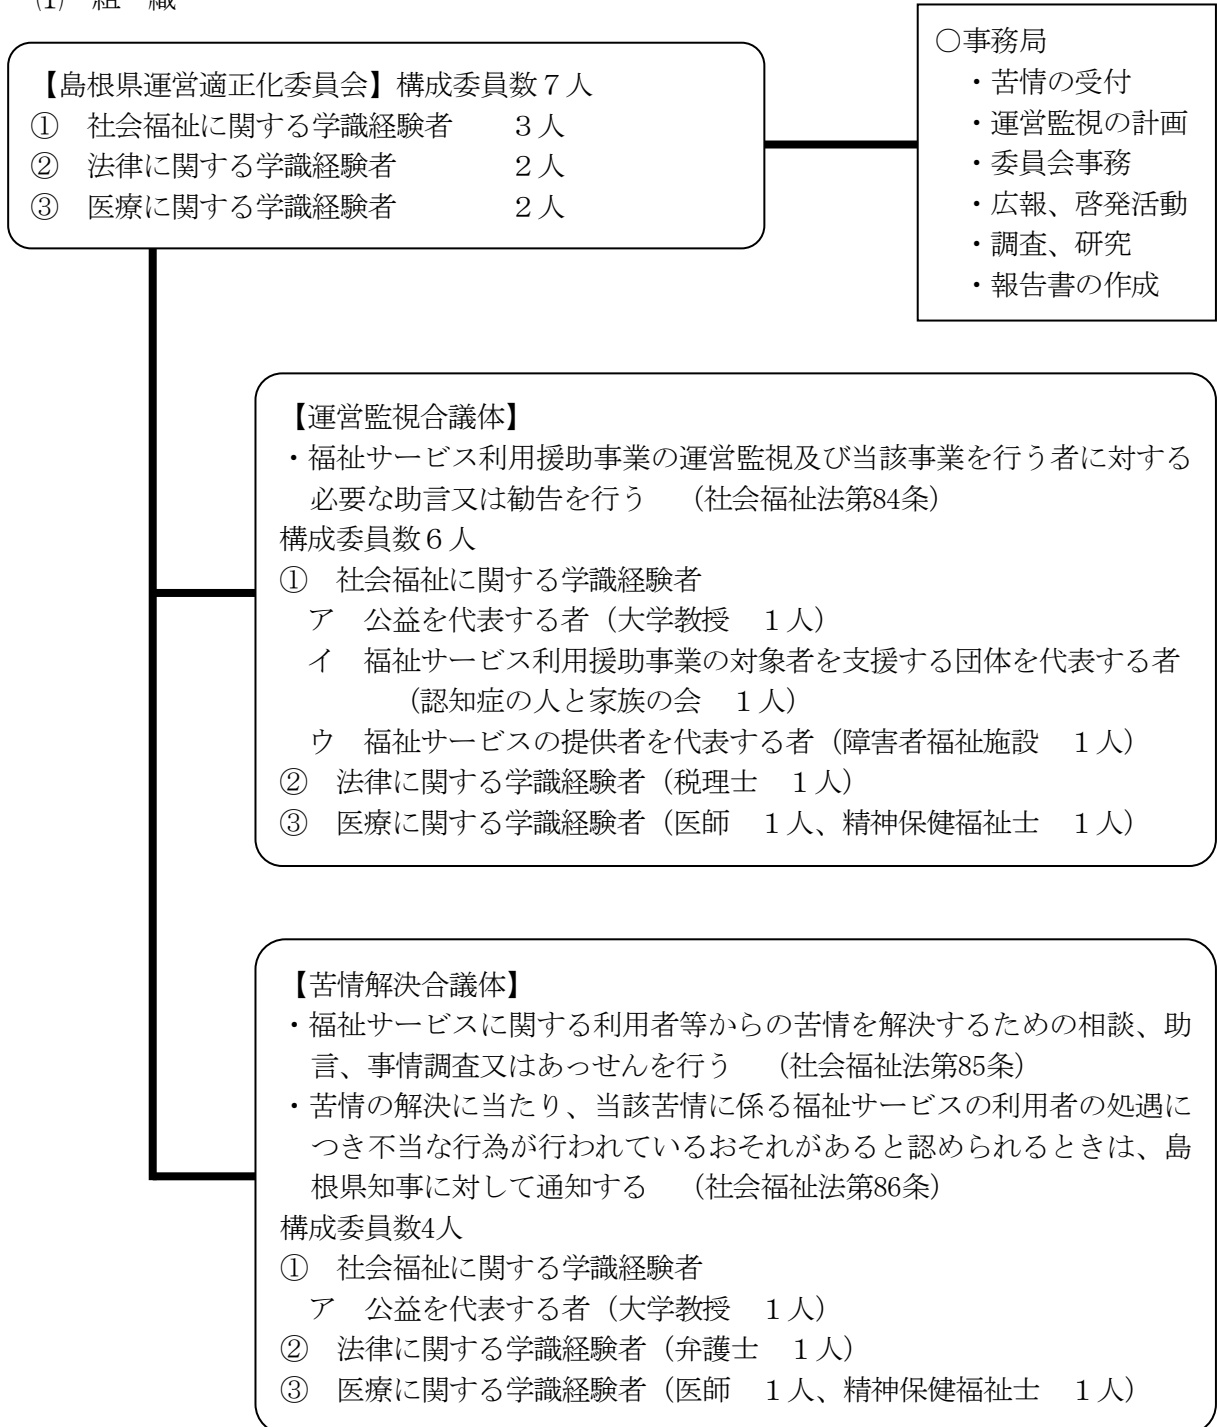 ⑴ 組 織
【島根県運営適正化委員会】構成委員数７人
① 社会福祉に関する学識経験者 ３人
② 法律に関する学識経験者 ２人
③ 医療に関する学識経験者 ２人
○事務局
・苦情の受付
・運営監視の計画
・委員会事務
・広報、啓発活動
・調査、研究
・報告書の作成
【運営監視合議体】
・福祉サービス利用援助事業の運営監視及び当該事業を行う者に対する
必要な助言又は勧告を行う （社会福祉法第84条）
構成委員数６人
① 社会福祉に関する学識経験者
ア 公益を代表する者（大学教授 １人）
イ 福祉サービス利用援助事業の対象者を支援する団体を代表する者
（認知症の人と家族の会 １人）
ウ 福祉サービスの提供者を代表する者（障害者福祉施設 １人）
② 法律に関する学識経験者（税理士 １人）
③ 医療に関する学識経験者（医師 １人、精神保健福祉士 １人）
【苦情解決合議体】
・福祉サービスに関する利用者等からの苦情を解決するための相談、助
言、事情調査又はあっせんを行う （社会福祉法第85条）
・苦情の解決に当たり、当該苦情に係る福祉サービスの利用者の処遇に
つき不当な行為が行われているおそれがあると認められるときは、島
根県知事に対して通知する （社会福祉法第86条）
構成委員数4人
① 社会福祉に関する学識経験者
ア 公益を代表する者（大学教授 １人）
② 法律に関する学識経験者（弁護士 １人）
③ 医療に関する学識経験者（医師 １人、精神保健福祉士 １人）